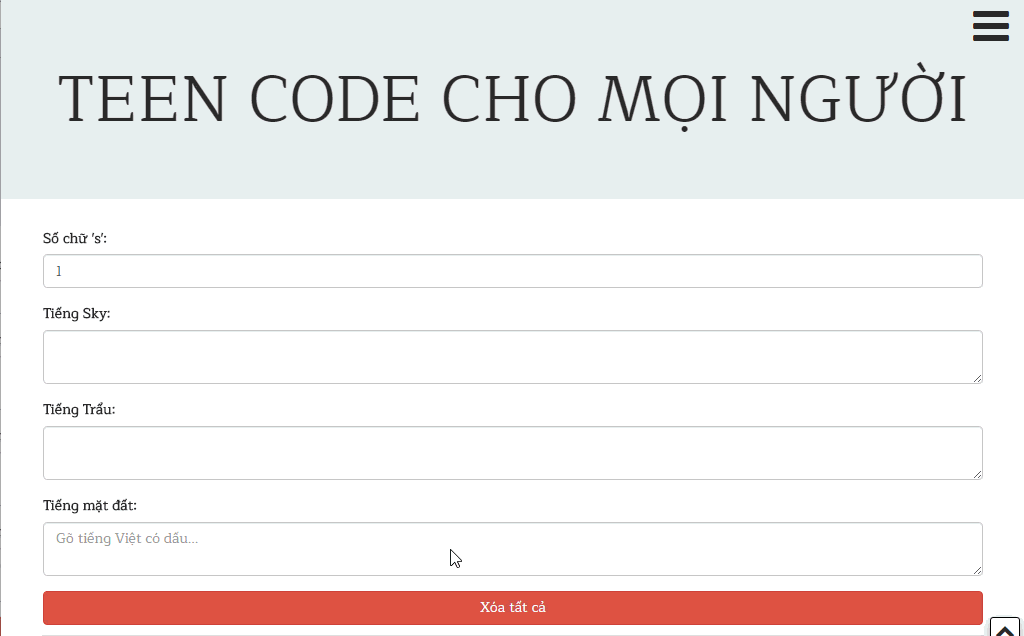 TEEN CODE CHO MỌI NGƯỜI
Số chữ 's':
1
Tiếng Sky:
Tiếng Trẩu:
Tiếng mặt đất:
Gõ tiếng Việt có dấu...
Xóa tất cả